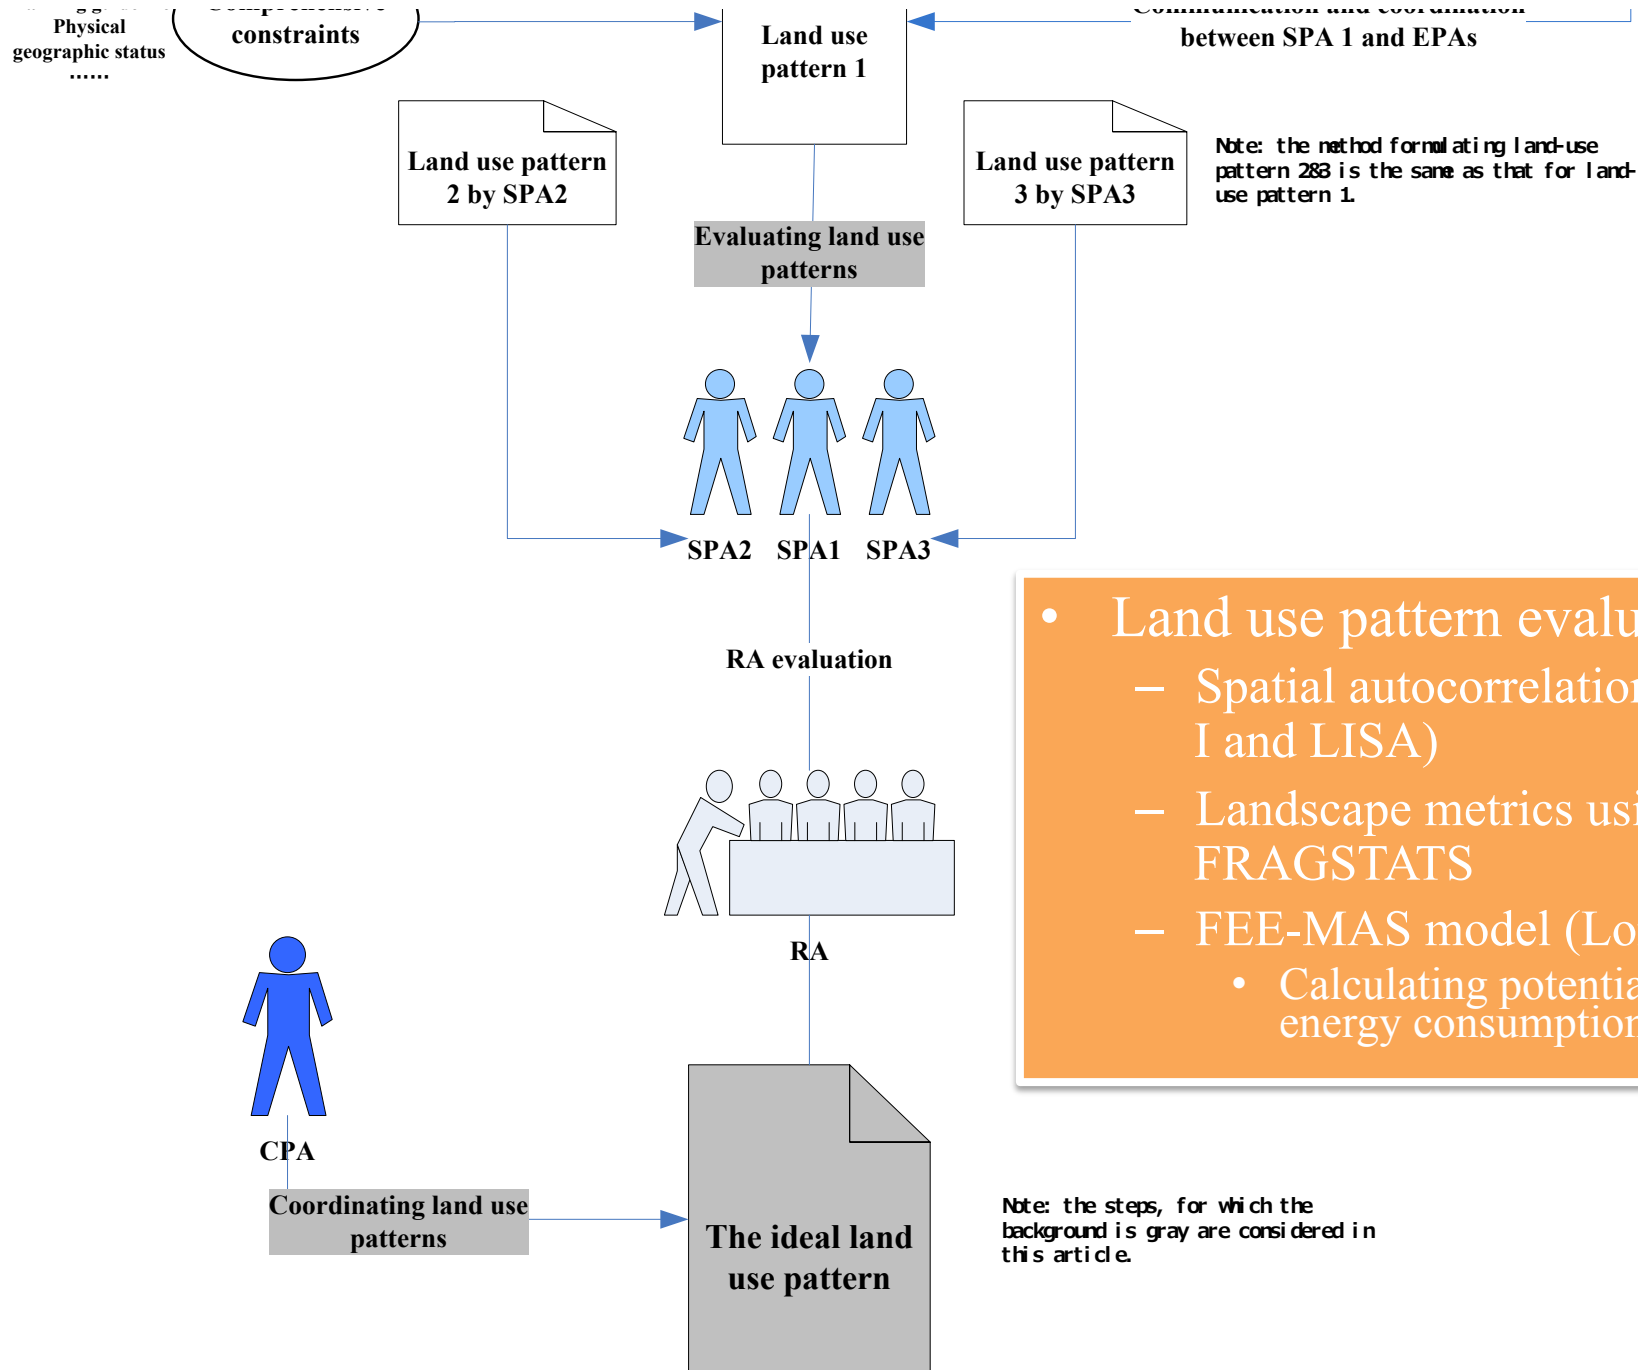 Physical
geographic status
......
constraints
Land use
pattern 1
Communication and coordination
between SPA 1 and EPAs
Land use pattern
2 by SPA2
Land use pattern
3 by SPA3
Note: the method formulating land-use
pattern 2&3 is the same as that for land-
use pattern 1.
Evaluating land use
patterns
SPA2 SPA1 SPA3
RA evaluation
RA
• Land use pattern evalu
– Spatial autocorrelation
I and LISA)
– Landscape metrics usi
FRAGSTATS
– FEE-MAS model (Lo
• Calculating potentia
energy consumption
CPA
Coordinating land use
patterns
The ideal land
use pattern
Note: the steps, for which the
background is gray are considered in
this article.